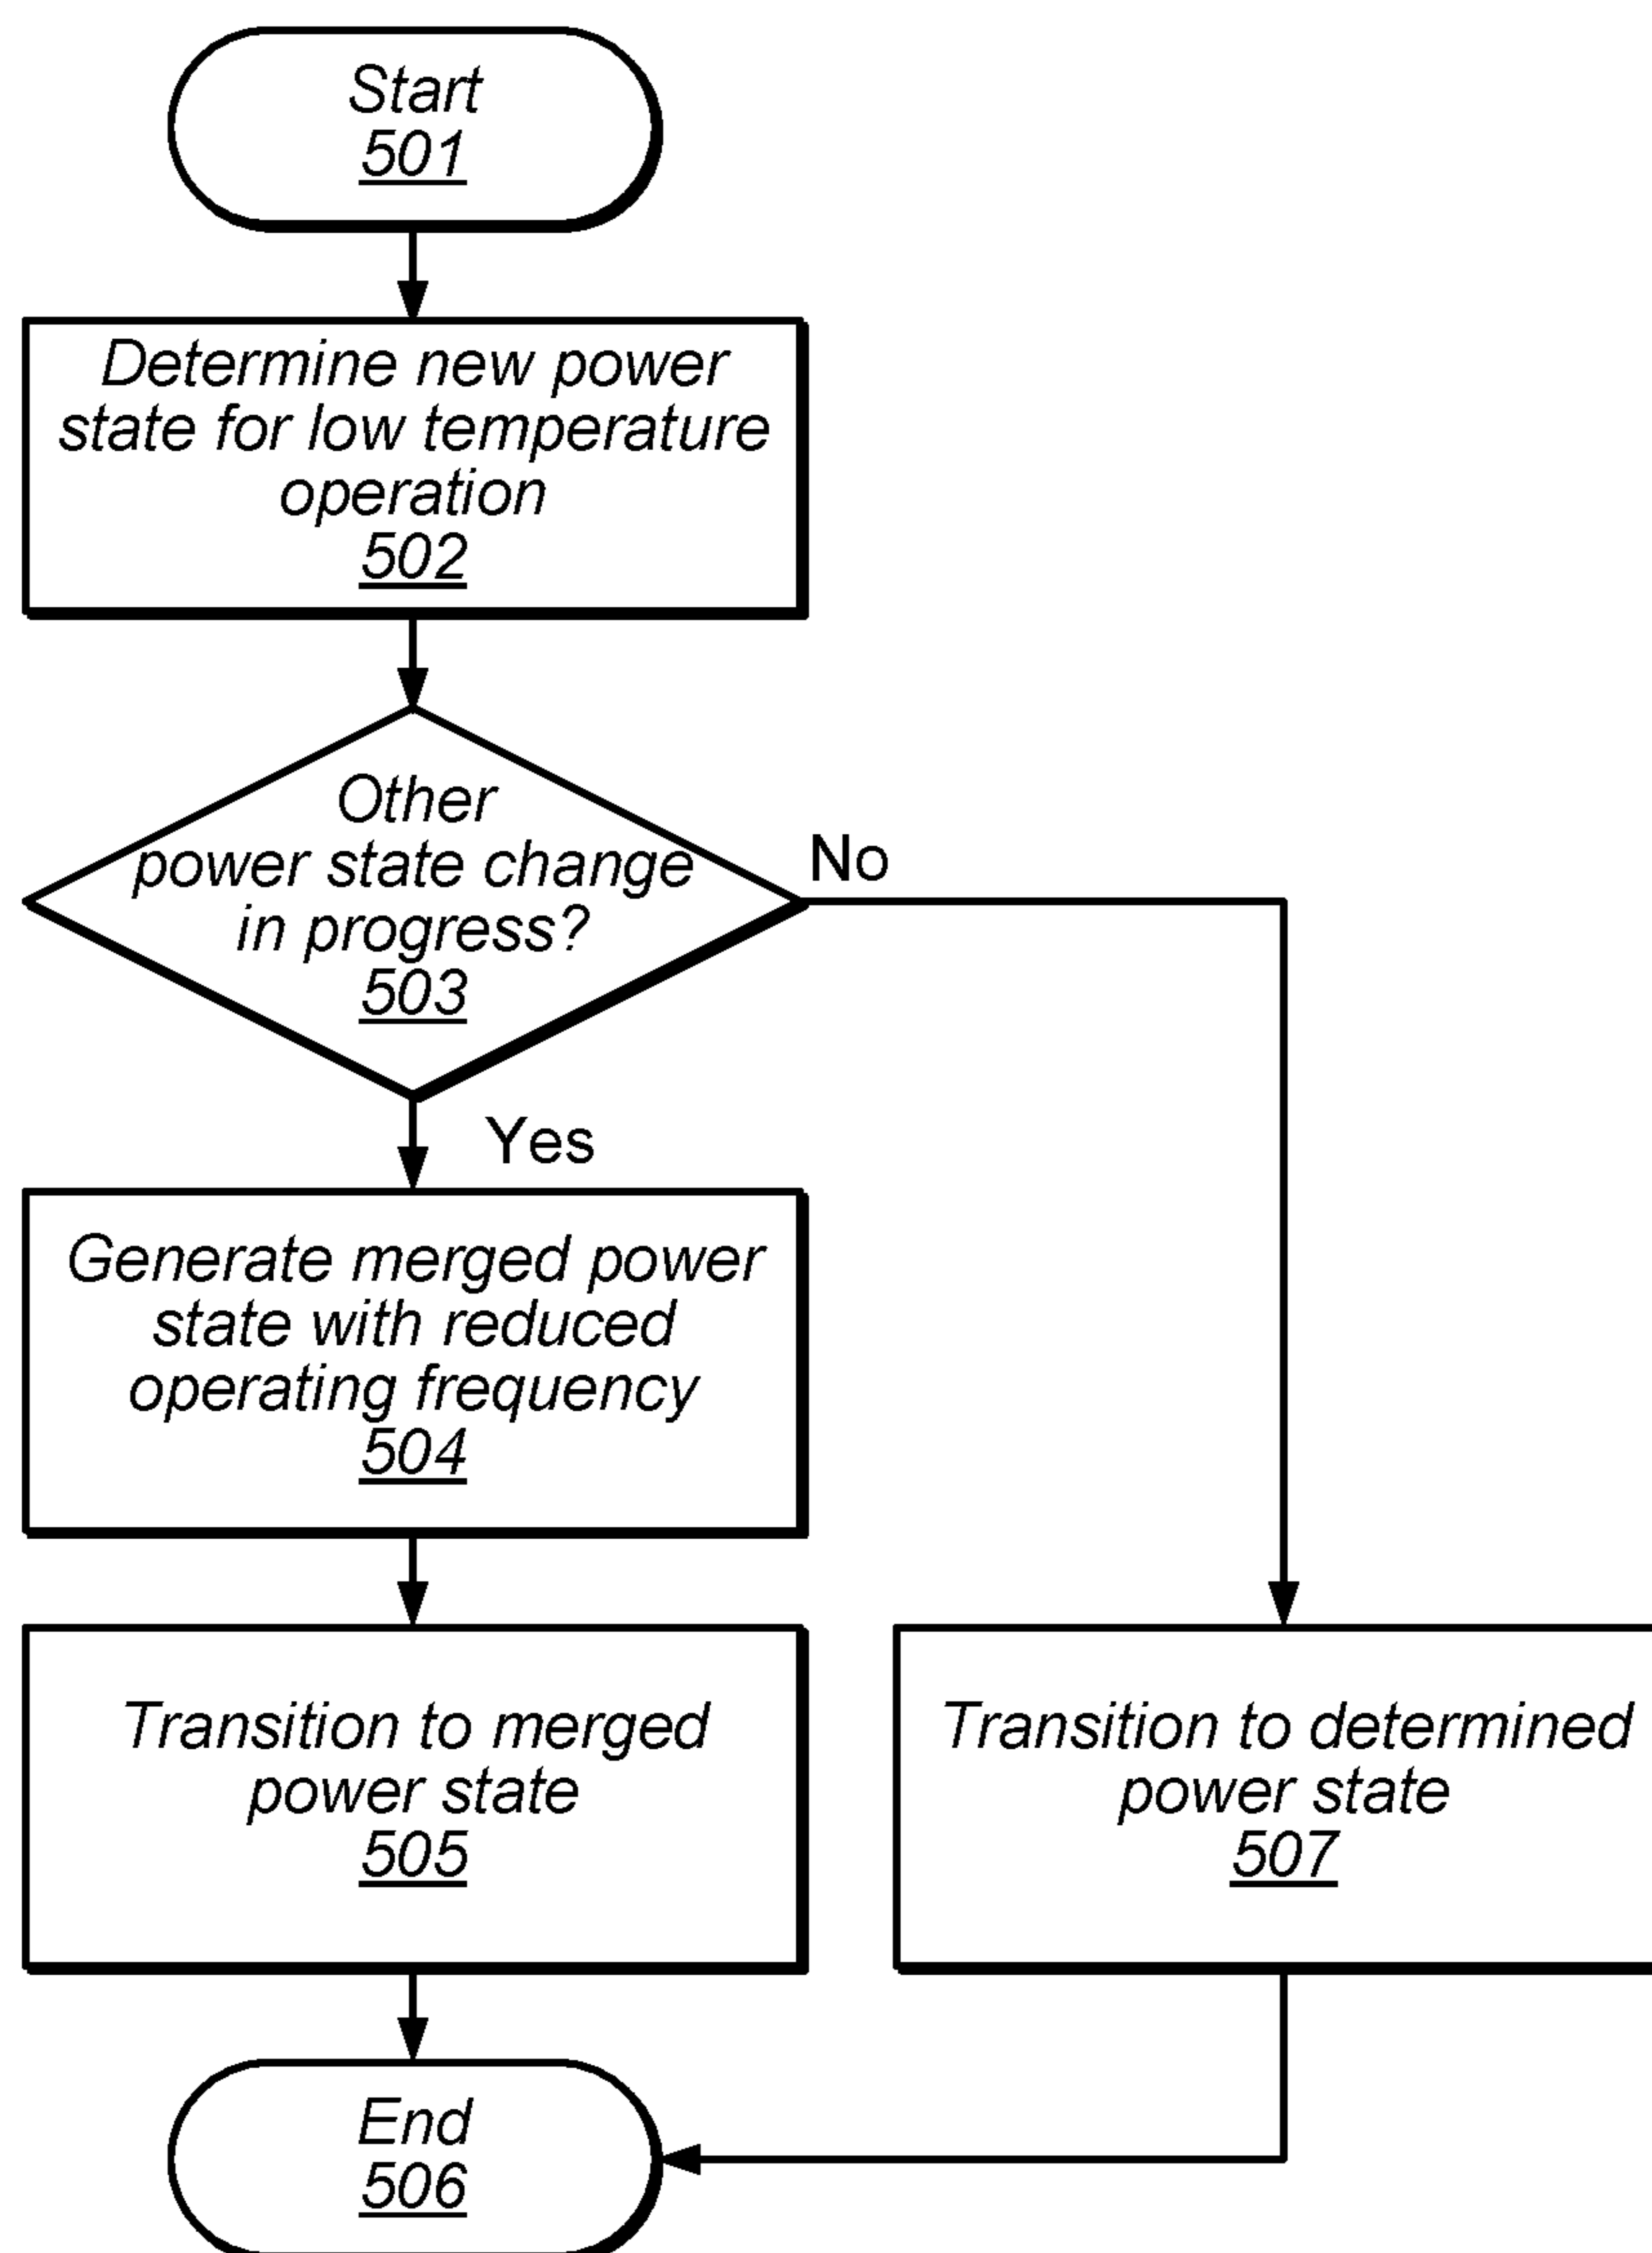 Start
501
Determine new power
state for low temperature
operation
502
Other
power state change
in progress?
503
No
Yes
Generate merged power
state with reduced
operating frequency
504
Transition to merged
power state
505
Transition to determined
power state
507
End
506